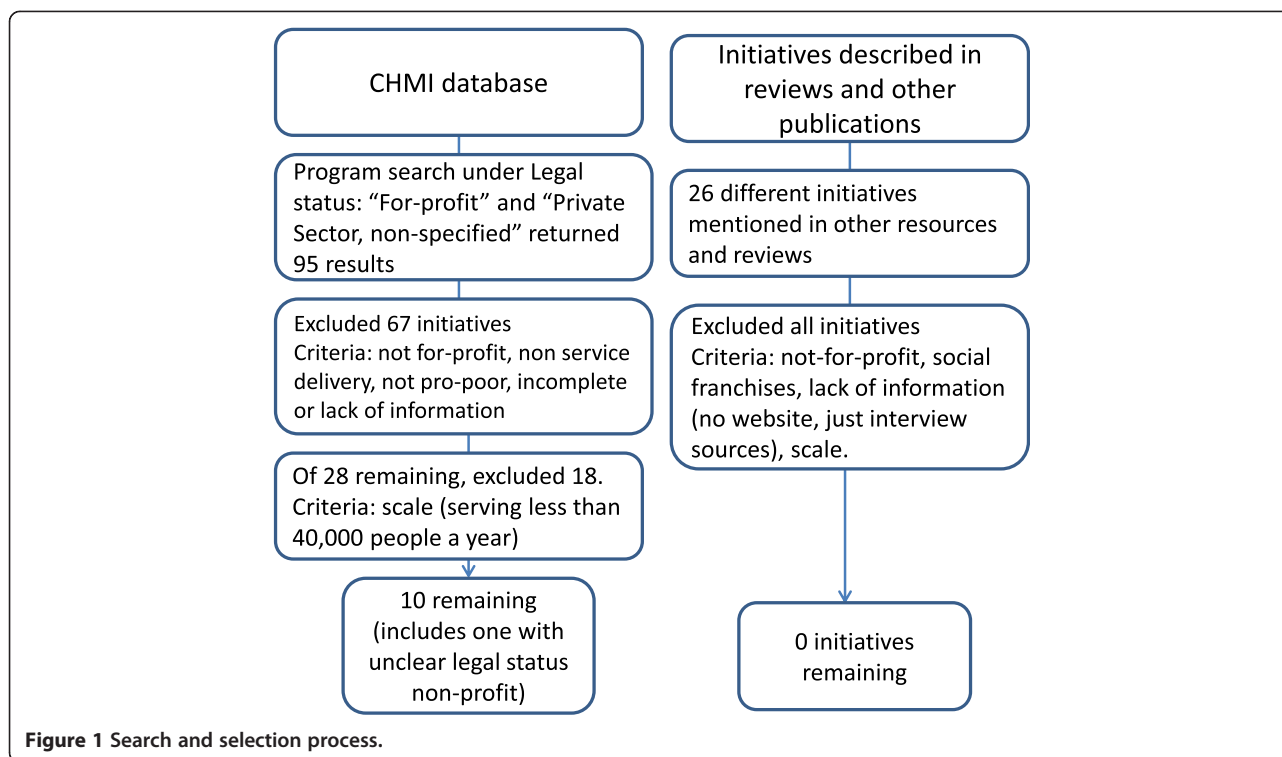 CHMI database
Program search under Legal
status: “For-profit” and “Private
Sector, non-specified” returned
95 results
Excluded 67 initiatives
Criteria: not for-profit, non service
delivery, not pro-poor, incomplete
or lack of information
Of 28 remaining, excluded 18.
Criteria: scale (serving less than
40,000 people a year)
10 remaining
(includes one with
unclear legal status
non-profit)
Initiatives described in
reviews and other
publications
26 different initiatives
mentioned in other resources
and reviews
Excluded all initiatives
Criteria: not-for-profit, social
franchises, lack of information
(no website, just interview
sources), scale.
0 initiatives
remaining
Figure 1 Search and selection process.